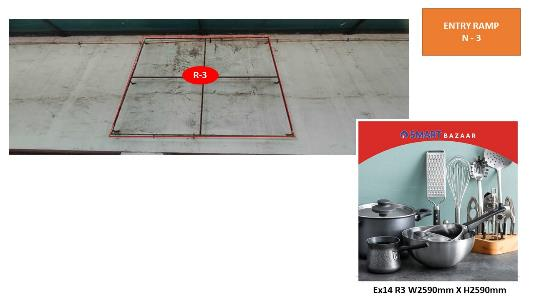 ENTRY RAMP
N - 3
R-3
SMART BAZAAR
Ex14 R3 W2590mm X H2590mm